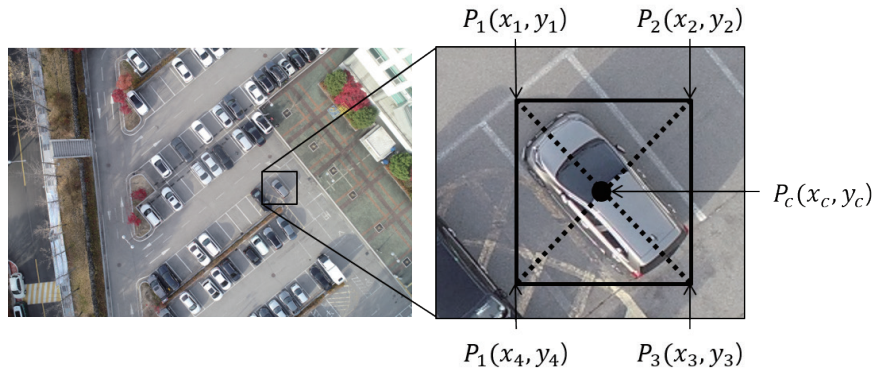 P₁(x₁, y₁) P₂(x₂, y₂)
P_c(x_c, y_c)
P₁(x₄, y₄) P₃(x₃, y₃)